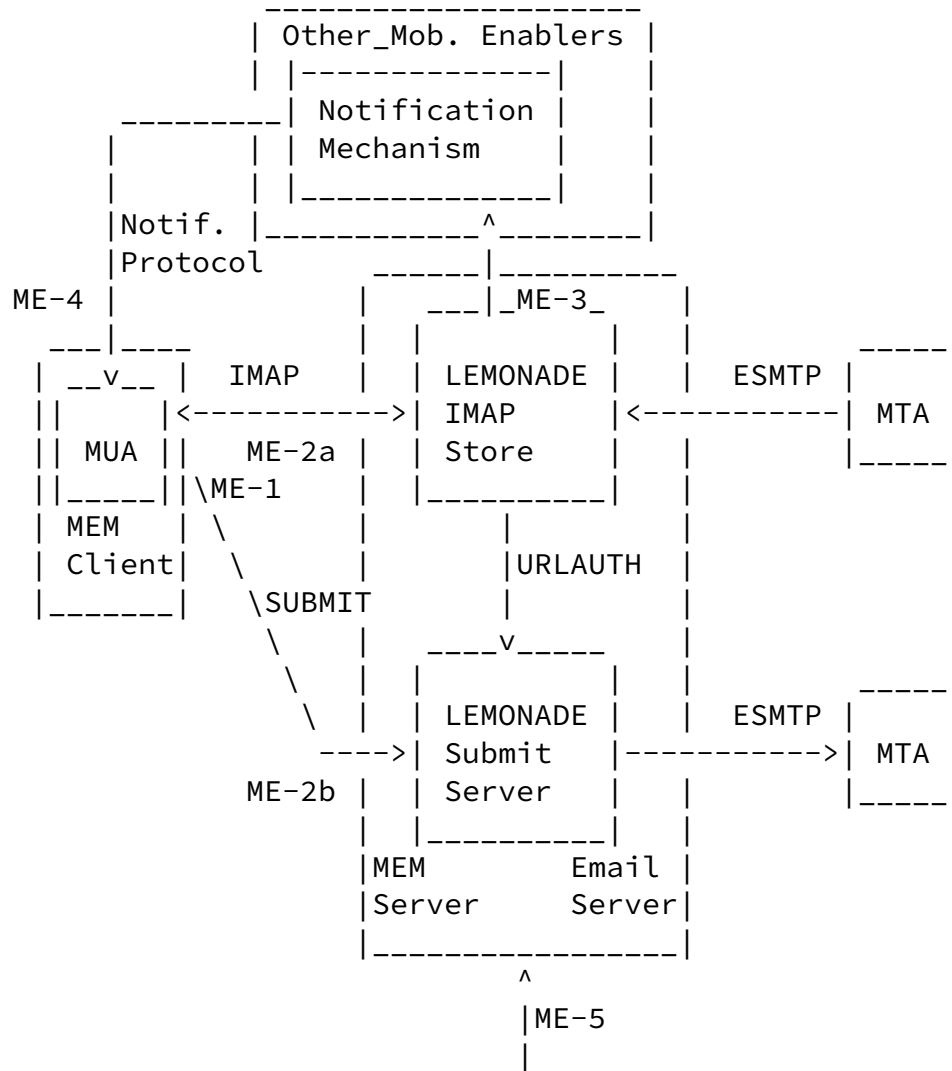 Other_Mob. Enablers
Notification
Mechanism
Notif.
Protocol
ME-4
ME-3
IMAP
LEMONADE
ESMTP
IMAP
MTA
MUA
ME-2a
Store
ME-1
MEM
Client
URLAUTH
SUBMIT
LEMONADE
ESMTP
Submit
MTA
ME-2b
Server
MEM
Email
Server
Server
ME-5